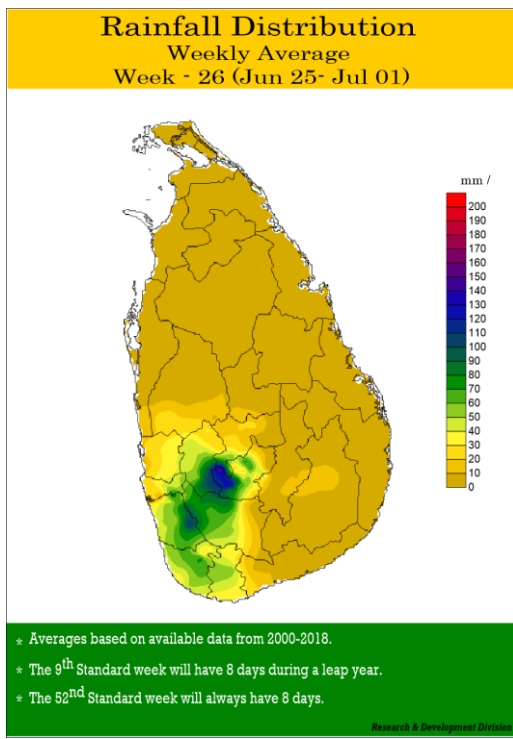 Rainfall Distribution
Weekly Average
Week - 26 (Jun 25- Jul 01)
mm /
200
190
180
170
160
150
140
130
120
110
100
90
80
70
60
50
40
30
20
10
0
* Averages based on available data from 2000-2018.
* The 9th Standard week will have 8 days during a leap year.
* The 52nd Standard week will always have 8 days.
Research & Development Division